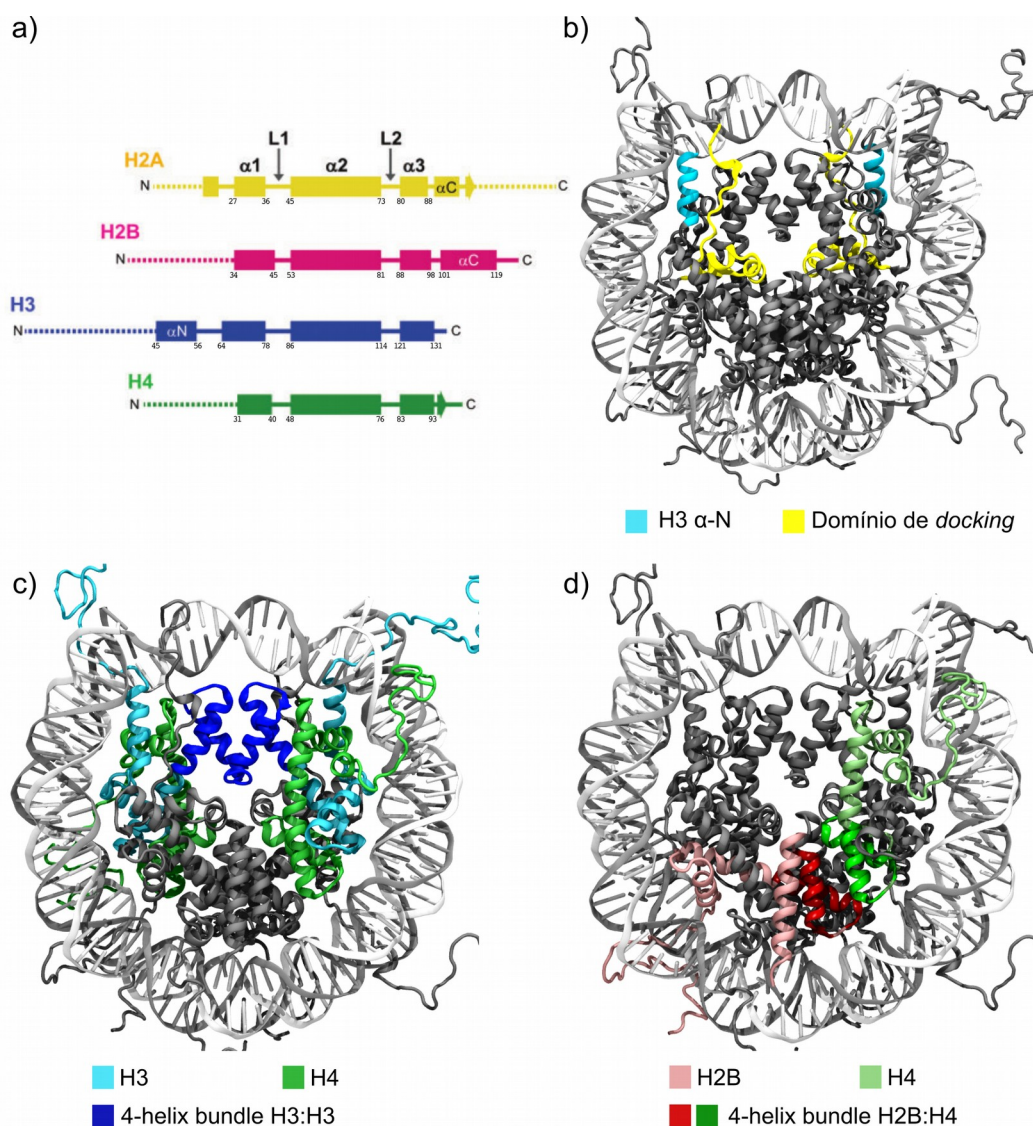 a)
L1 L2
H2A α1 α2 α3
N αC C
27 36 45 73 80 88
H2B
N αC C
34 45 53 81 88 98 101 119
H3
N αN C
45 56 64 78 86 114 121 131
H4
N C
31 40 48 76 83 93
b)
H3 α-N Domínio de docking
c)
H3 H4
4-helix bundle H3:H3
d)
H2B H4
4-helix bundle H2B:H4